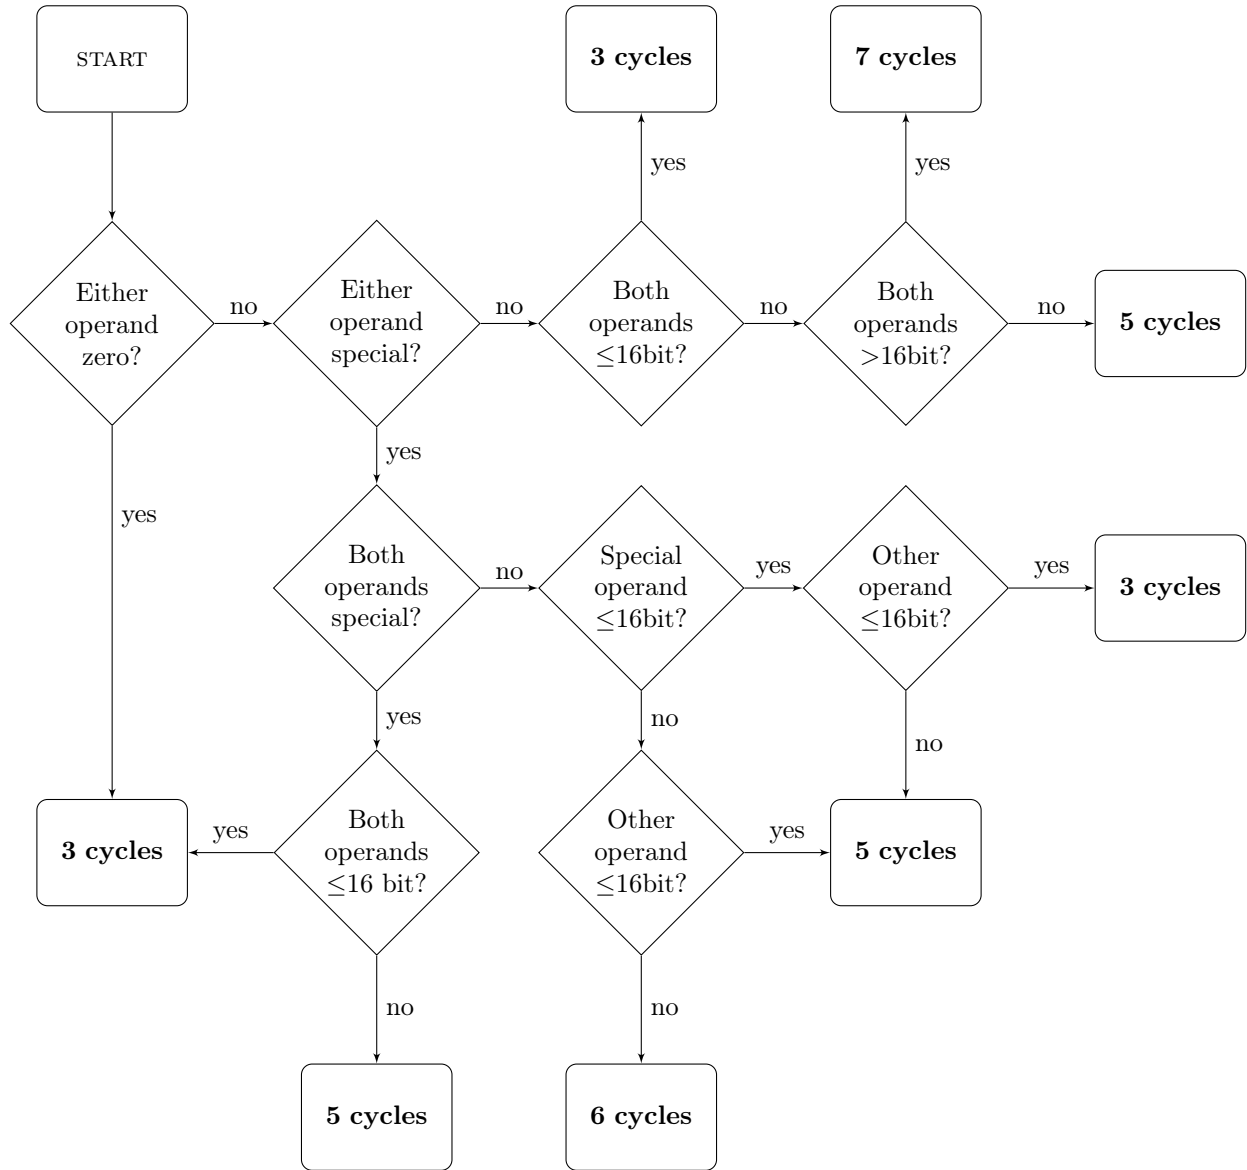 START
3 cycles
7 cycles
yes
yes
Either
operand
zero?
no
Either
operand
special?
no
Both
operands
≤16bit?
no
Both
operands
>16bit?
no
5 cycles
yes
yes
Both
operands
special?
no
Special
operand
≤16bit?
yes
Other
operand
≤16bit?
yes
3 cycles
yes
no
no
3 cycles
yes
Both
operands
≤16 bit?
Other
operand
≤16bit?
yes
5 cycles
no
no
5 cycles
6 cycles